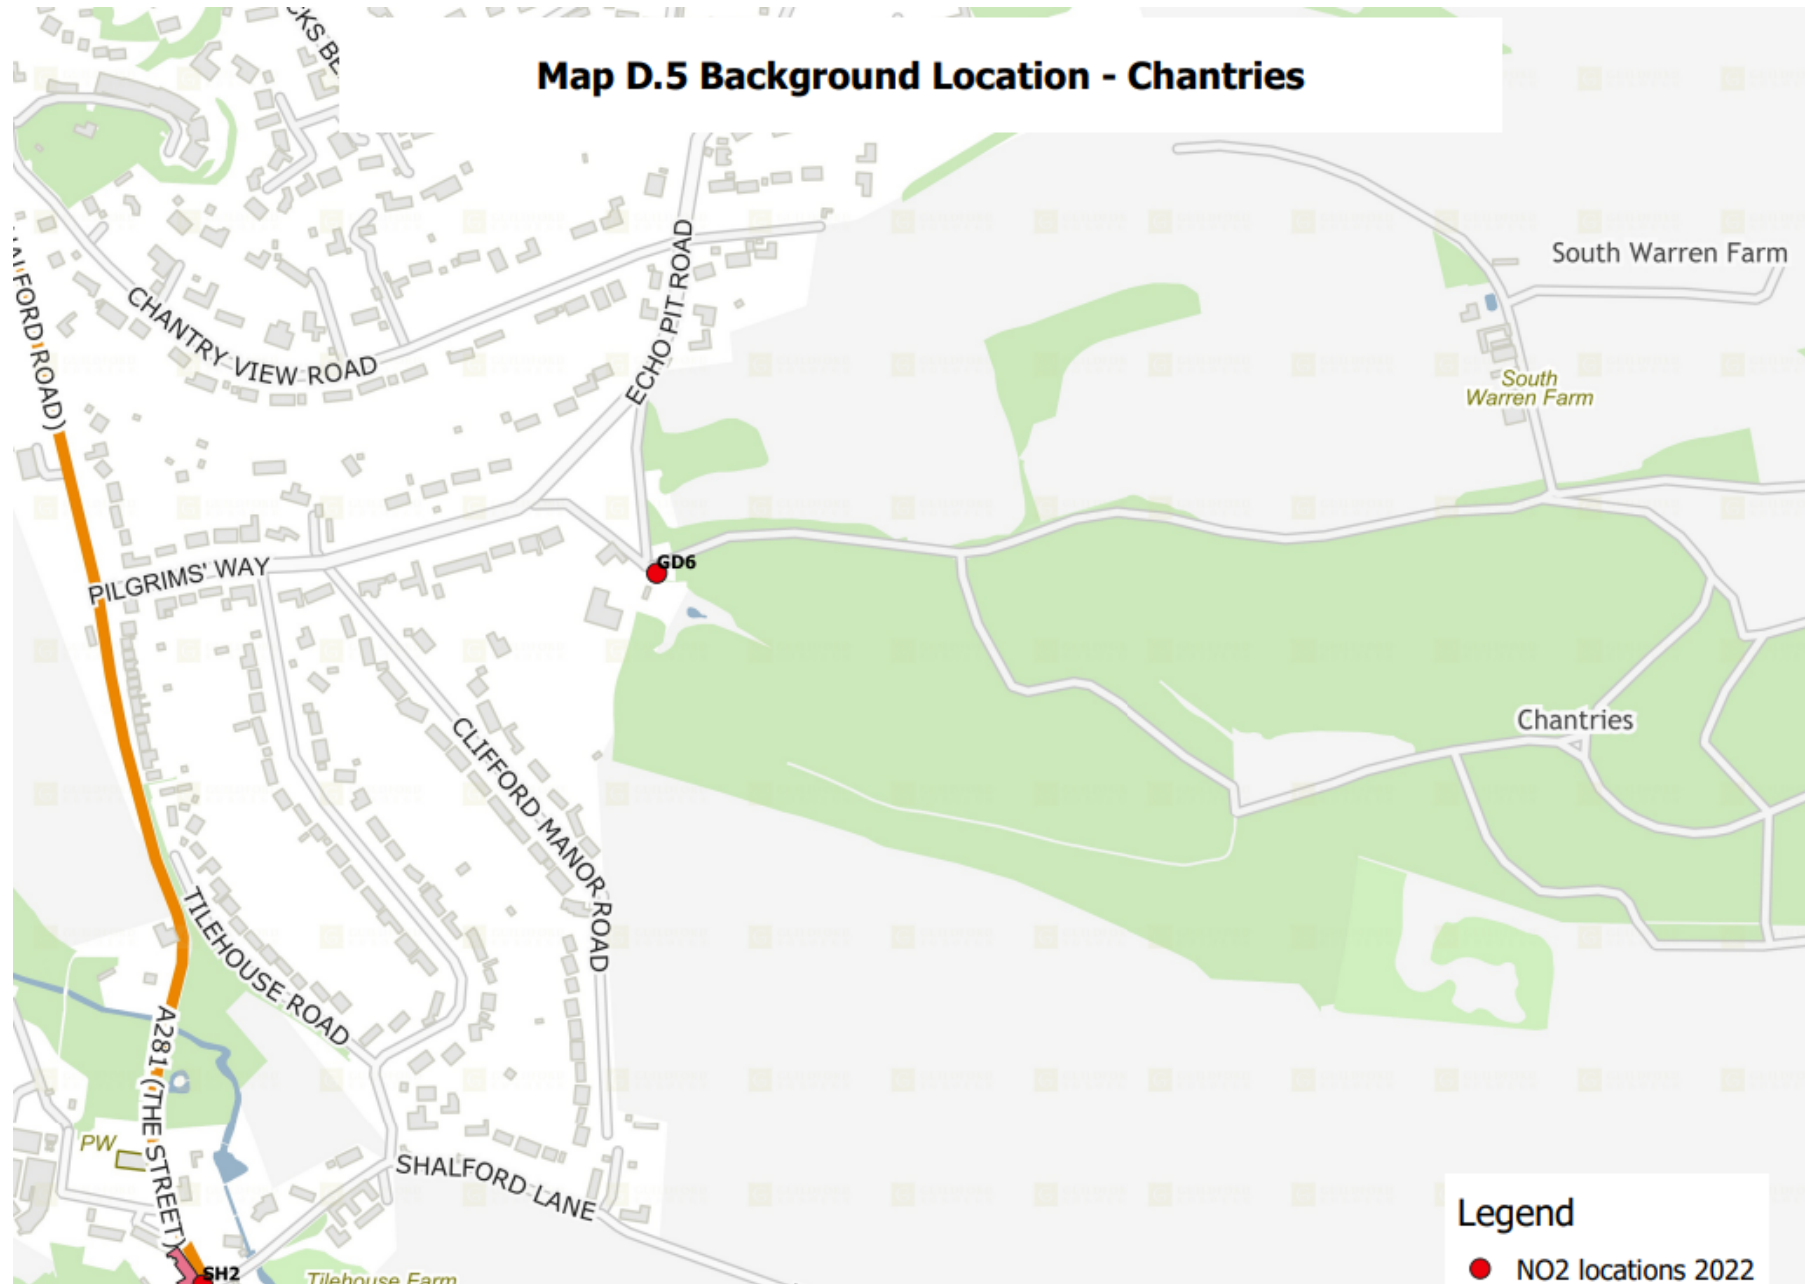 Map D.5 Background Location - Chantries
South Warren Farm
CHANTRY VIEW ROAD
ECHO PIT ROAD
South
Warren Farm
PILGRIMS' WAY
GD6
Chantries
CLIFFORD MANOR ROAD
TILEHOUSE ROAD
A281 (THE STREET)
PW
SHALFORD LANE
SH2
Tilehouse Farm
Legend
NO2 locations 2022